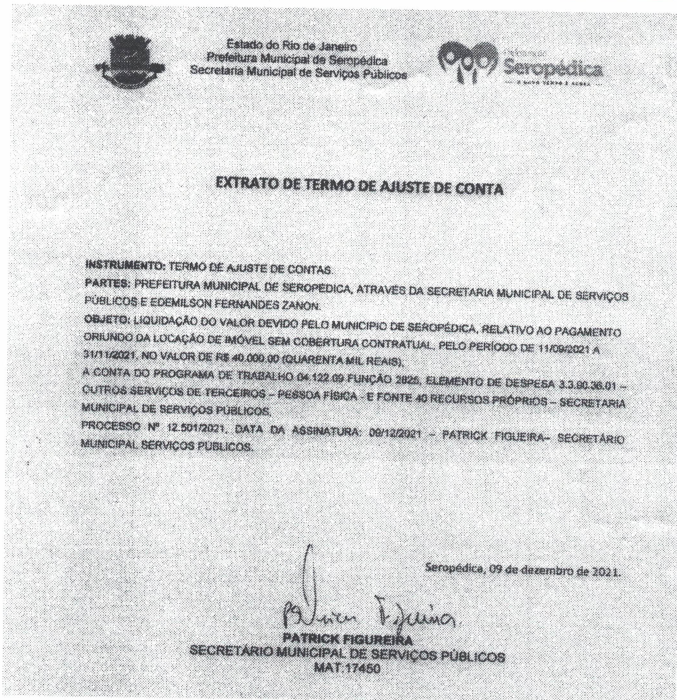 Estado do Rio de Janeiro
Prefeitura Municipal de Seropédica
Secretaria Municipal de Serviços Públicos
Prefeitura de
Seropédica
O NOVO TEMPO É AGORA
EXTRATO DE TERMO DE AJUSTE DE CONTA
INSTRUMENTO: TERMO DE AJUSTE DE CONTAS.
PARTES: PREFEITURA MUNICIPAL DE SEROPEDICA, ATRAVÉS DA SECRETARIA MUNICIPAL DE SERVIÇOS
PÚBLICOS E EDEMILSON FERNANDES ZANON.
OBJETO: LIQUIDAÇÃO DO VALOR DEVIDO PELO MUNICIPIO DE SEROPÉDICA, RELATIVO AO PAGAMENTO
ORIUNDO DA LOCAÇÃO DE IMÓVEL SEM COBERTURA CONTRATUAL, PELO PERÍODO DE 11/09/2021 A
31/11/2021, NO VALOR DE R$ 40.000,00 (QUARENTA MIL REAIS),
A CONTA DO PROGRAMA DE TRABALHO 04.122.09 FUNÇÃO 2825, ELEMENTO DE DESPESA 3.3.90.36.01 –
OUTROS SERVIÇOS DE TERCEIROS – PESSOA FÍSICA - E FONTE 40 RECURSOS PRÓPRIOS – SECRETARIA
MUNICIPAL DE SERVIÇOS PÚBLICOS,
PROCESSO Nº 12.501/2021, DATA DA ASSINATURA: 09/12/2021 – PATRICK FIGUEIRA– SECRETÁRIO
MUNICIPAL SERVIÇOS PÚBLICOS.
Seropédica, 09 de dezembro de 2021.
PATRICK FIGUREIRA
SECRETÁRIO MUNICIPAL DE SERVIÇOS PÚBLICOS
MAT.17450